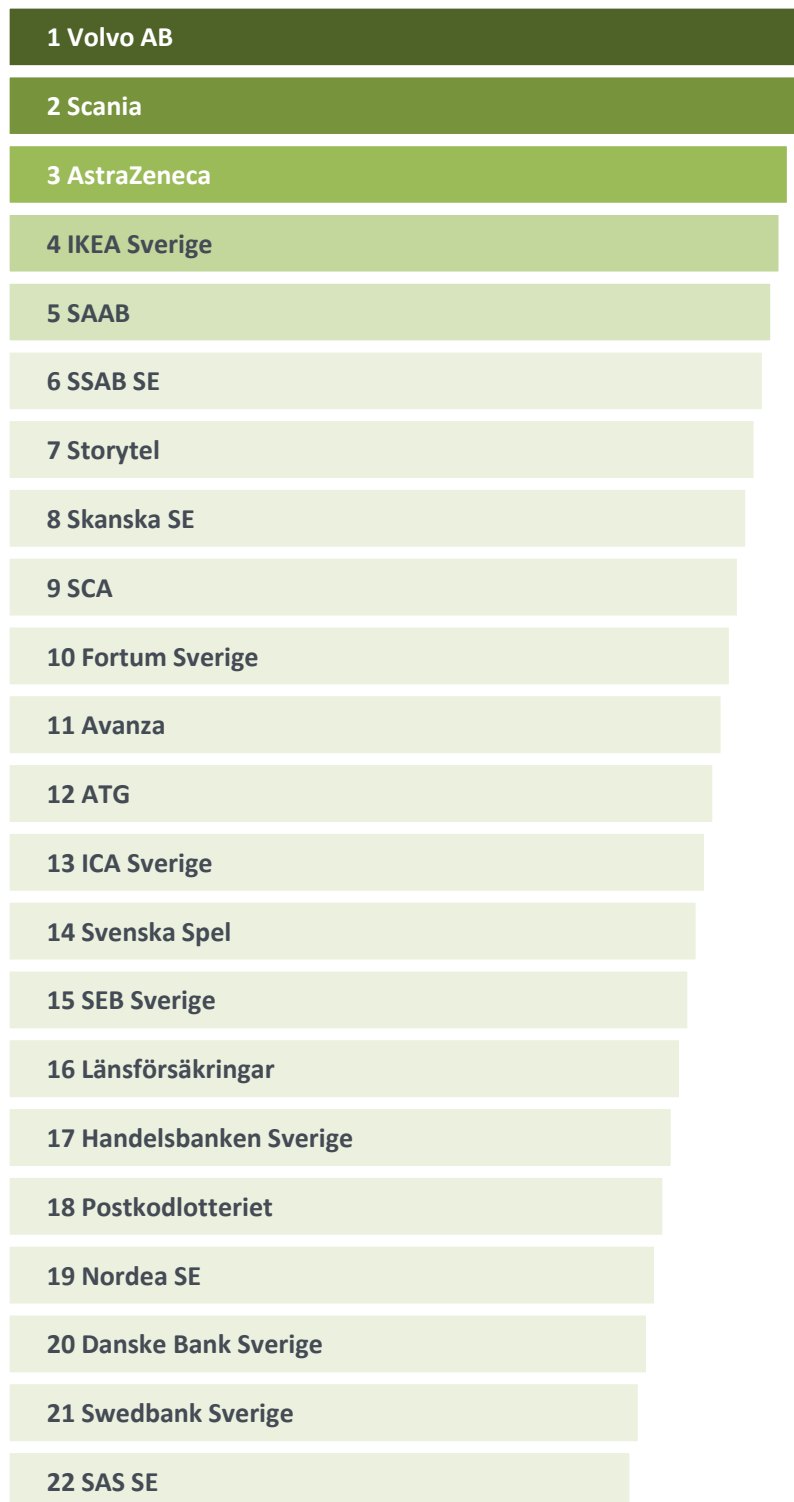 1 Volvo AB
2 Scania
3 AstraZeneca
4 IKEA Sverige
5 SAAB
6 SSAB SE
7 Storytel
8 Skanska SE
9 SCA
10 Fortum Sverige
11 Avanza
12 ATG
13 ICA Sverige
14 Svenska Spel
15 SEB Sverige
16 Länsförsäkringar
17 Handelsbanken Sverige
18 Postkodlotteriet
19 Nordea SE
20 Danske Bank Sverige
21 Swedbank Sverige
22 SAS SE